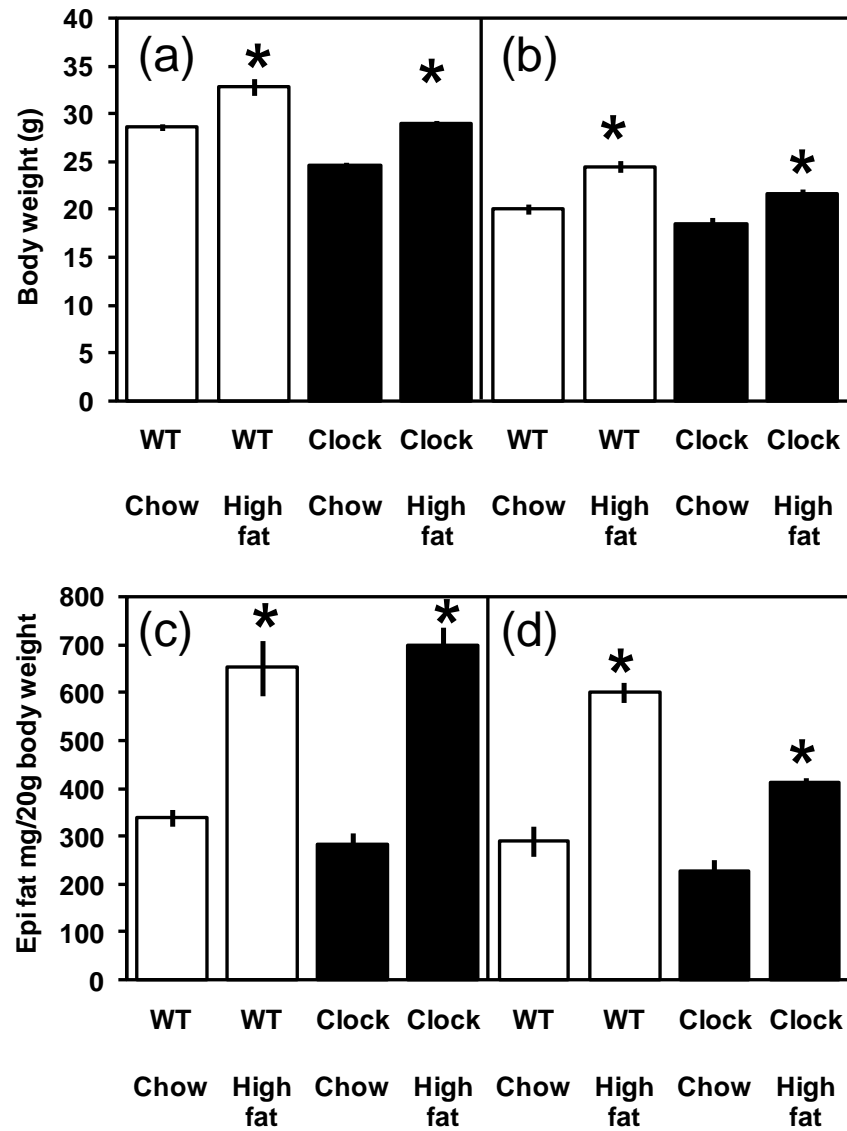 40
35
30
25
20
15
10
5
0
Body weight (g)
(a)
*
*
(b)
*
*
WT WT Clock Clock WT WT Clock Clock
Chow High Chow High Chow High Chow High
fat fat fat fat
800
700
600
500
400
300
200
100
0
Epi fat mg/20g body weight
(c)
*
*
(d)
*
*
WT WT Clock Clock WT WT Clock Clock
Chow High Chow High Chow High Chow High
fat fat fat fat